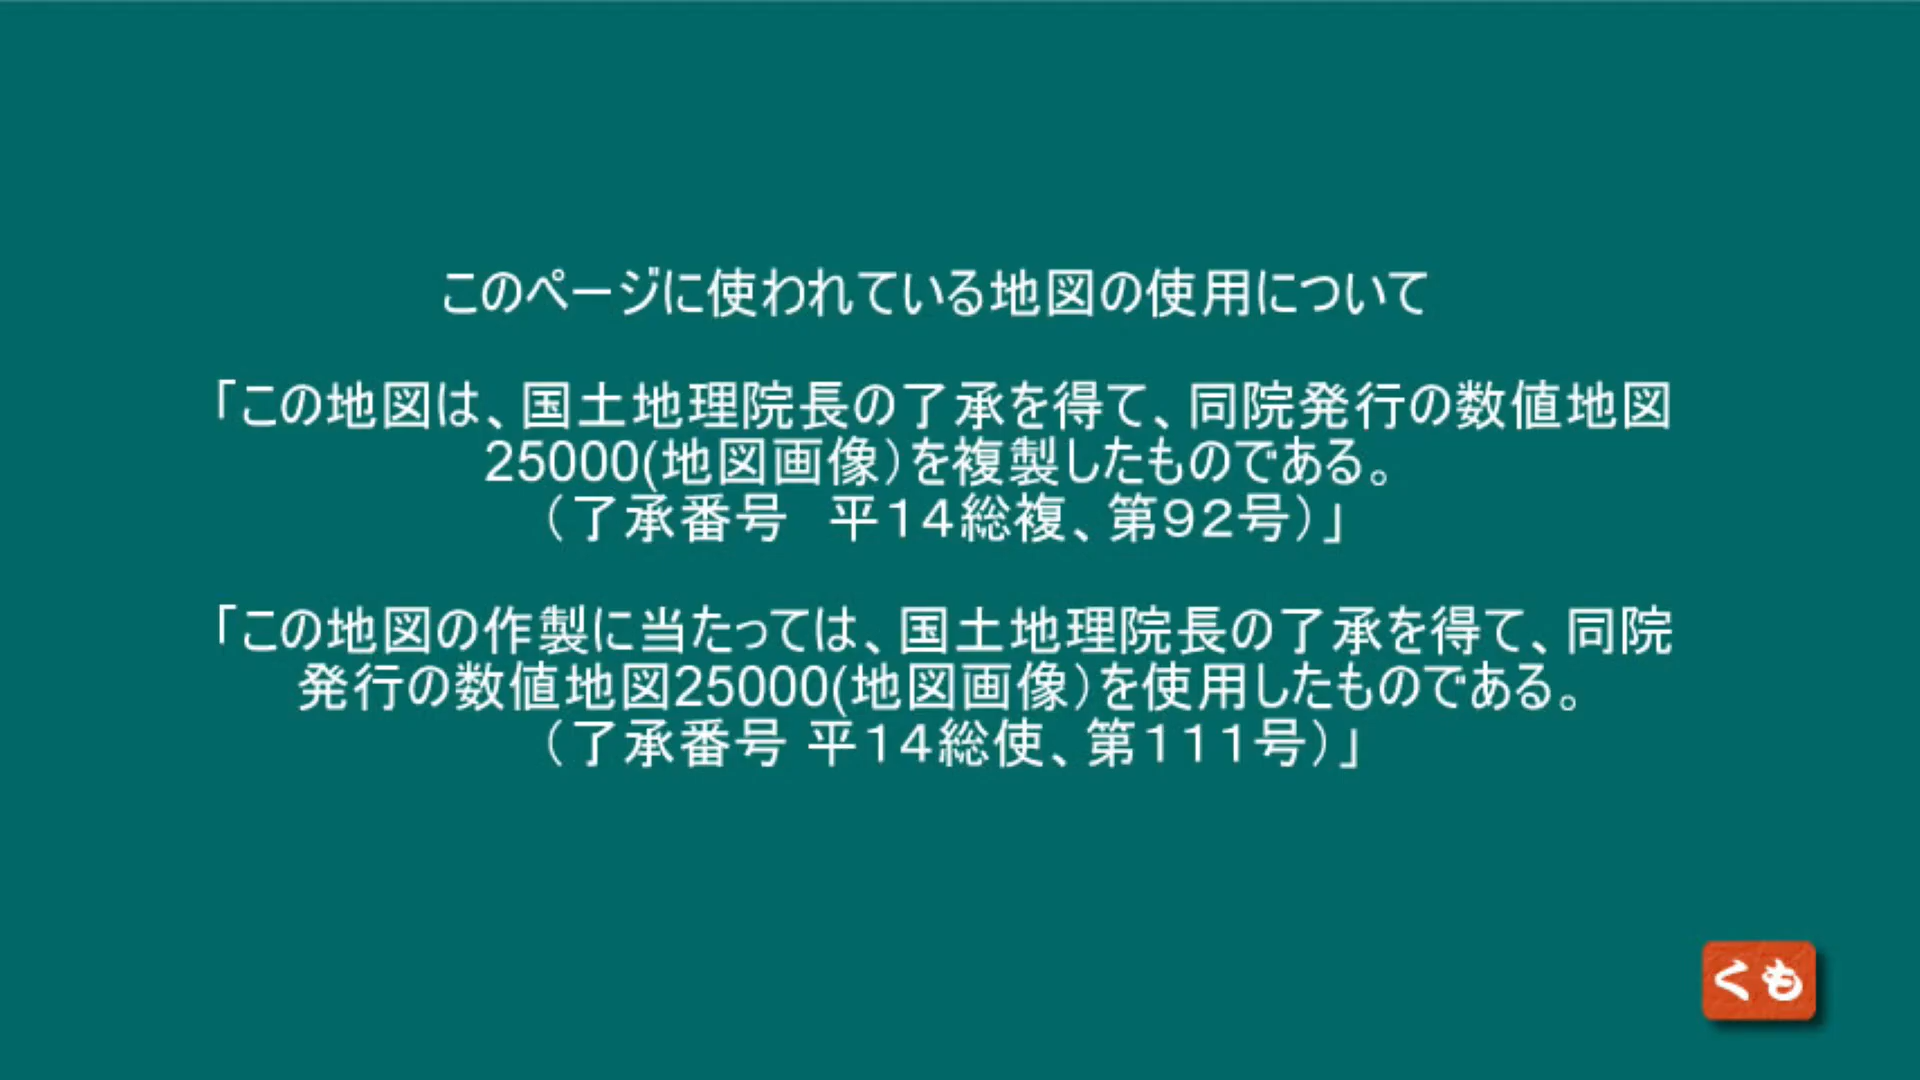 このページに使われている地図の使用について
「この地図は、国土地理院長の了承を得て、同院発行の数値地図
25000(地図画像）を複製したものである。
（了承番号　平１４総複、第９２号）」
「この地図の作製に当たっては、国土地理院長の了承を得て、同院
発行の数値地図25000(地図画像）を使用したものである。
（了承番号 平１４総使、第１１１号）」
くも